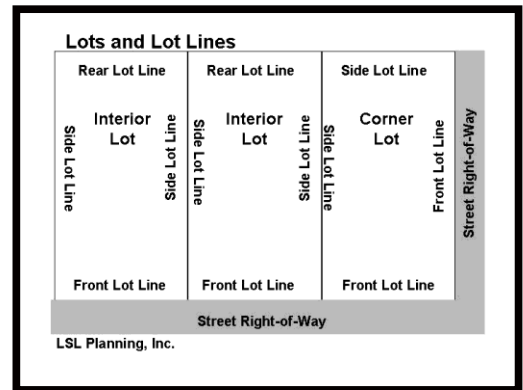 Lots and Lot Lines
Rear Lot Line
Rear Lot Line
Side Lot Line
Interior
Lot
Interior
Lot
Corner
Lot
Side Lot Line
Side Lot Line
Side Lot Line
Side Lot Line
Side Lot Line
Front Lot Line
Street Right-of-Way
Front Lot Line
Front Lot Line
Front Lot Line
Street Right-of-Way
LSL Planning, Inc.